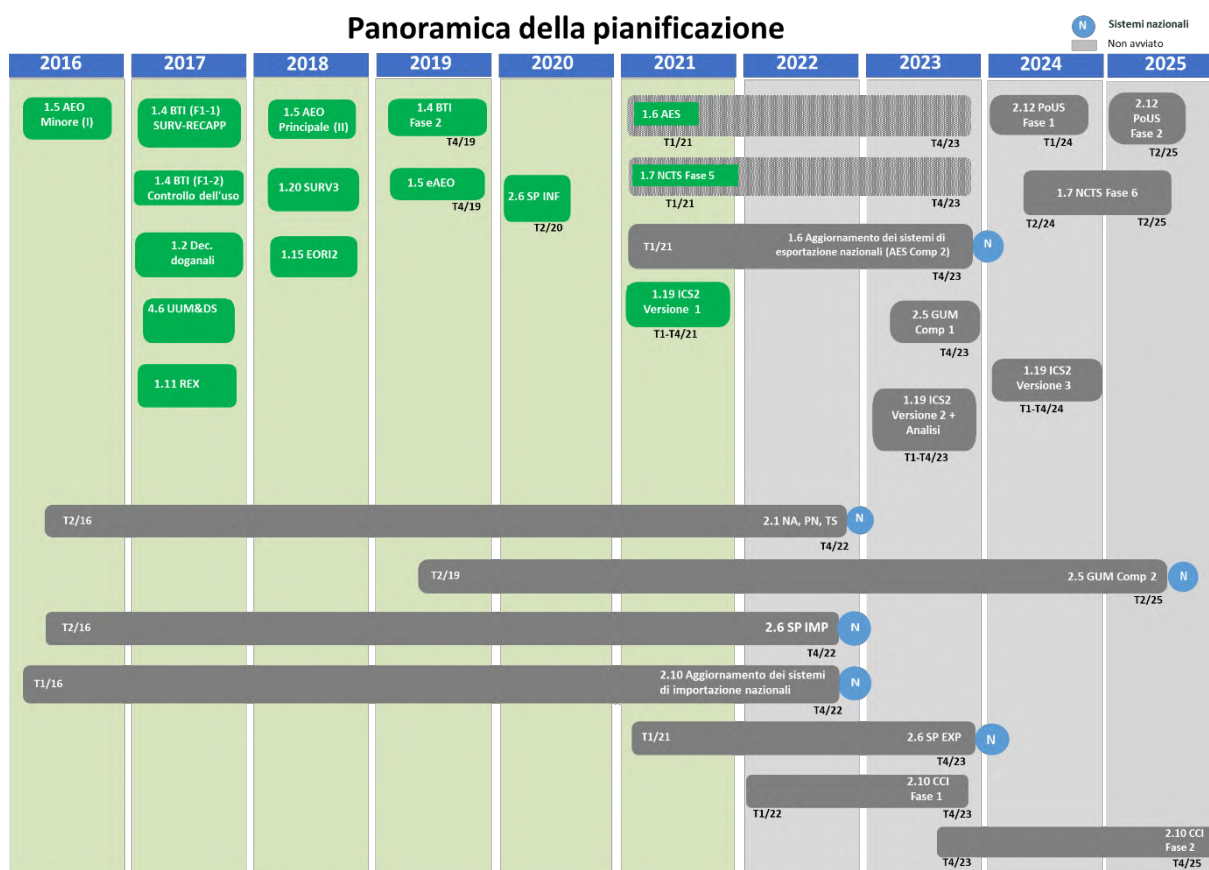 Panoramica della pianificazione
N
Sistemi nazionali
Non avviato
2016
2017
2018
2019
2020
2021
2022
2023
2024
2025
1.5 AEO
Minore (I)
1.4 BTI (F1-1)
SURV-RECAPP
1.5 AEO
Principale (II)
1.4 BTI
Fase 2
T4/19
1.6 AES
T1/21
T4/23
2.12 PoUS
Fase 1
T1/24
2.12
PoUS
Fase 2
T2/25
1.4 BTI (F1-2)
Controllo dell'uso
1.20 SURV3
1.5 eAEO
T4/19
2.6 SP INF
T2/20
1.7 NCTS Fase 5
T1/21
T4/23
1.7 NCTS Fase 6
T2/24
T2/25
1.2 Dec.
doganali
1.15 EORI2
T1/21
1.6 Aggiornamento dei sistemi di
esportazione nazionali (AES Comp 2)
N
T4/23
4.6 UUM&DS
1.19 ICS2
Versione 1
T1-T4/21
2.5 GUM
Comp 1
T4/23
1.11 REX
1.19 ICS2
Versione 2 +
Analisi
T1-T4/23
1.19 ICS2
Versione 3
T1-T4/24
T2/16
2.1 NA, PN, TS
N
T4/22
T2/19
2.5 GUM Comp 2
N
T2/25
T2/16
2.6 SP IMP
N
T4/22
T1/16
2.10 Aggiornamento dei sistemi
di importazione nazionali
N
T4/22
T1/21
2.6 SP EXP
N
T4/23
2.10 CCI
Fase 1
T1/22
T4/23
2.10 CCI
Fase 2
T4/23
T4/25